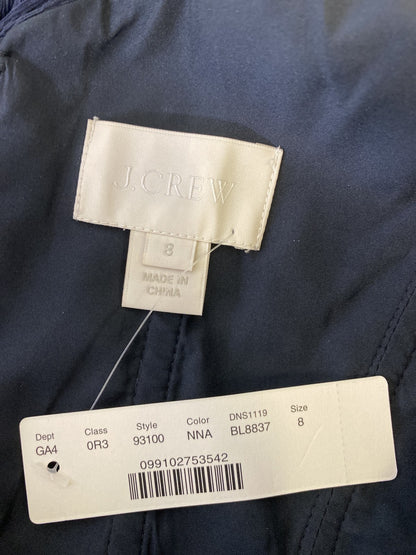 J.CREW
8
MADE IN
CHINA
Dept Class Style Color DNS1119 Size
GA4 0R3 93100 NNA BL8837 8
099102753542